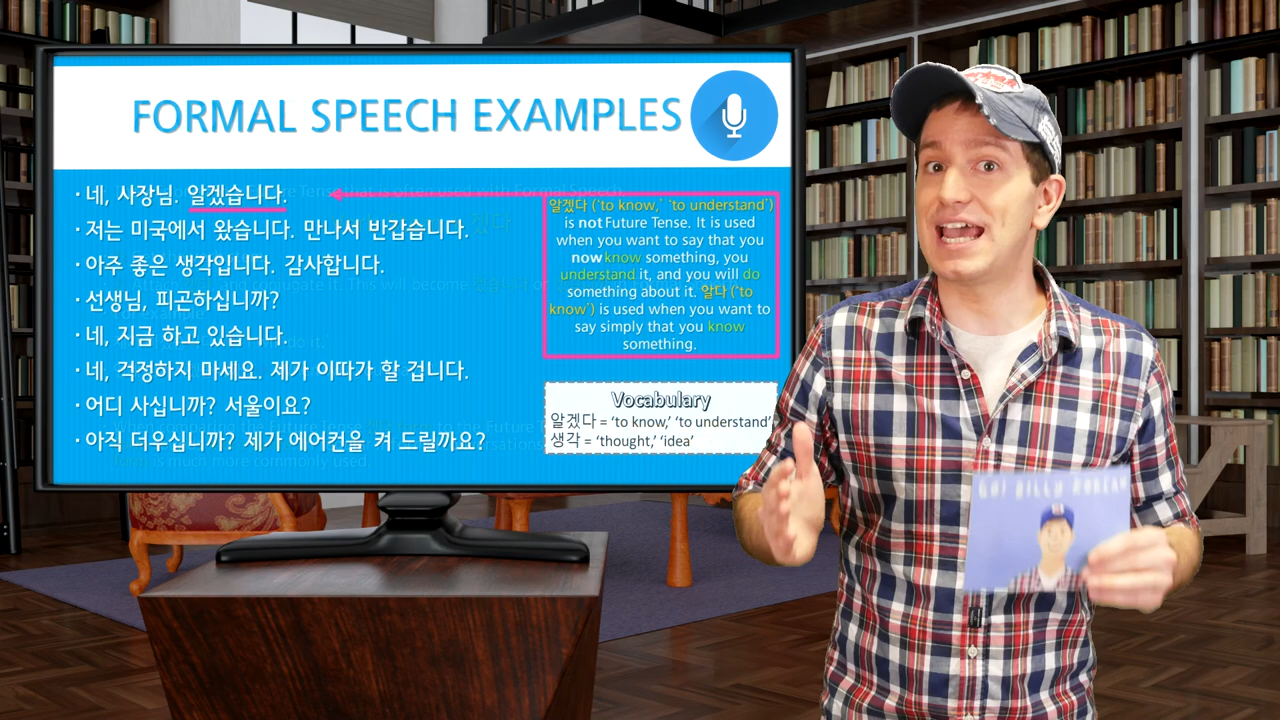 FORMAL SPEECH EXAMPLES
· 네, 사장님. 알겠습니다.
· 저는 미국에서 왔습니다. 만나서 반갑습니다.
· 아주 좋은 생각입니다. 감사합니다.
· 선생님, 피곤하십니까?
· 네, 지금 하고 있습니다.
· 네, 걱정하지 마세요. 제가 이따가 할 겁니다.
· 어디 사십니까? 서울이요?
· 아직 더우십니까? 제가 에어컨을 켜 드릴까요?
알겠다 ('to know,' 'to understand')
is not Future Tense. It is used
when you want to say that you
now know something, you
understand it, and you will do
something about it. 알다 ('to
know') is used when you want to
say simply that you know
something.
Vocabulary
알겠다 = 'to know,' 'to understand'
생각 = 'thought,' 'idea'
GO! BILLY KOREAN